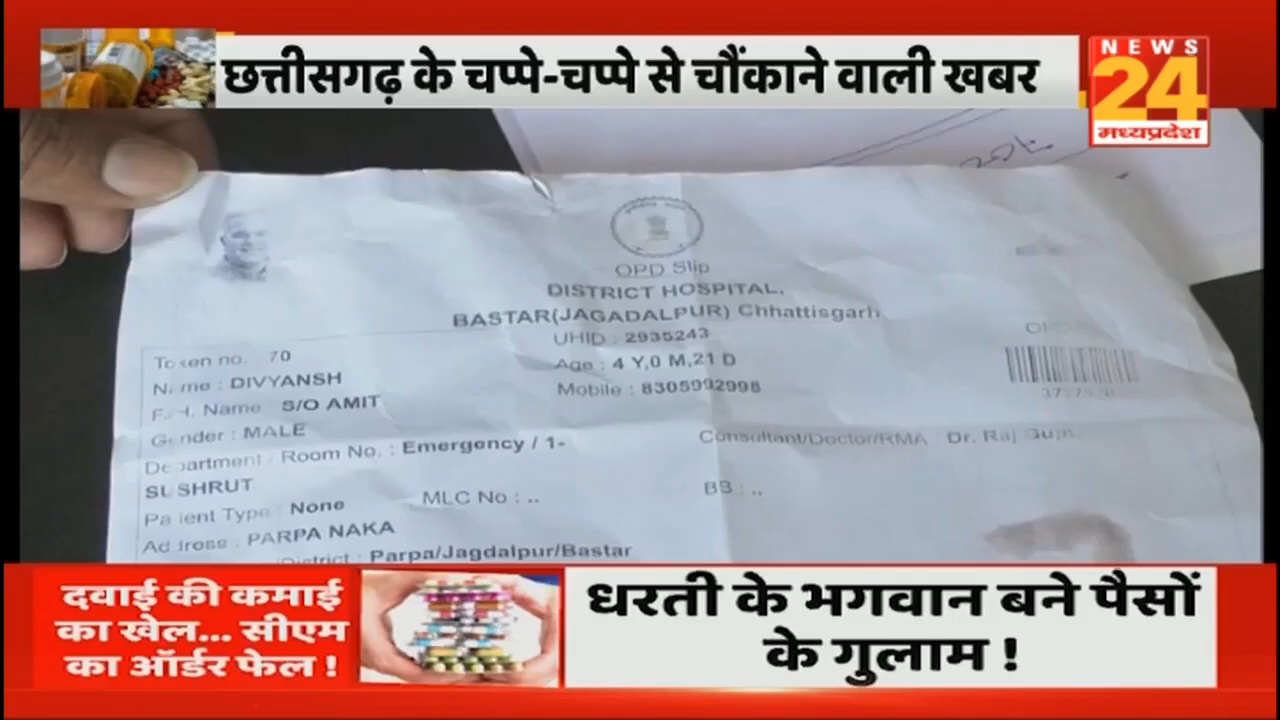 छत्तीसगढ़ के चप्पे-चप्पे से चौंकाने वाली खबर
NEWS
24
मध्यप्रदेश
OPD Slip
DISTRICT HOSPITAL,
BASTAR(JAGADALPUR) Chhattisgarh
UHID : 2935243
Token no. 70
Age : 4 Y,0 M,21 D
Name : DIVYANSH
Mobile : 8305992998
F.H. Name S/O AMIT
Gender : MALE
Consultant/Doctor/RMA Dr. Raj
Department / Room No. : Emergency / 1-
SUSHRUT
MLC No : ..
Patient Type : None
Address : PARPA NAKA
District : Parpa/Jagdalpur/Bastar
दवाई की कमाई
का खेल... सीएम
का ऑर्डर फेल !
धरती के भगवान बने पैसों
के गुलाम !